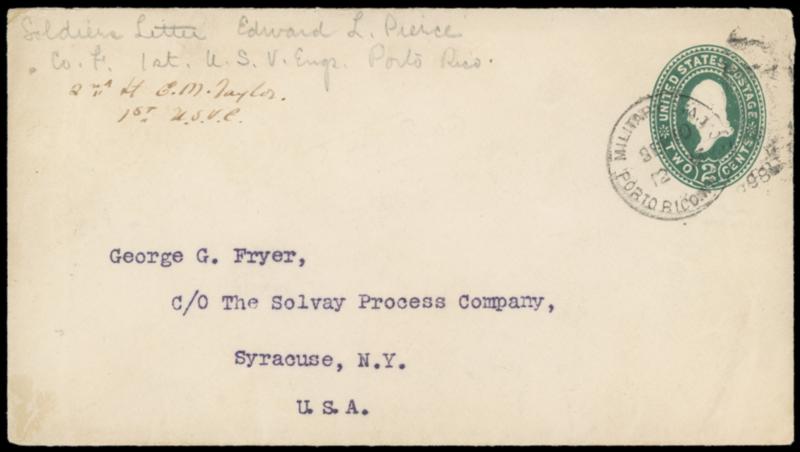 Soldiers Letter Edward L. Pierce
Co. F. 1st. U. S. V. Engs. Porto Rico.
2nd Lt E. M. Taylor.
1st U.S.V.E.
UNITED STATES POSTAGE
TWO 2 CENTS
MILITARY
PORTO RICO
George G. Fryer,
C/O The Solvay Process Company,
Syracuse, N.Y.
U.S.A.